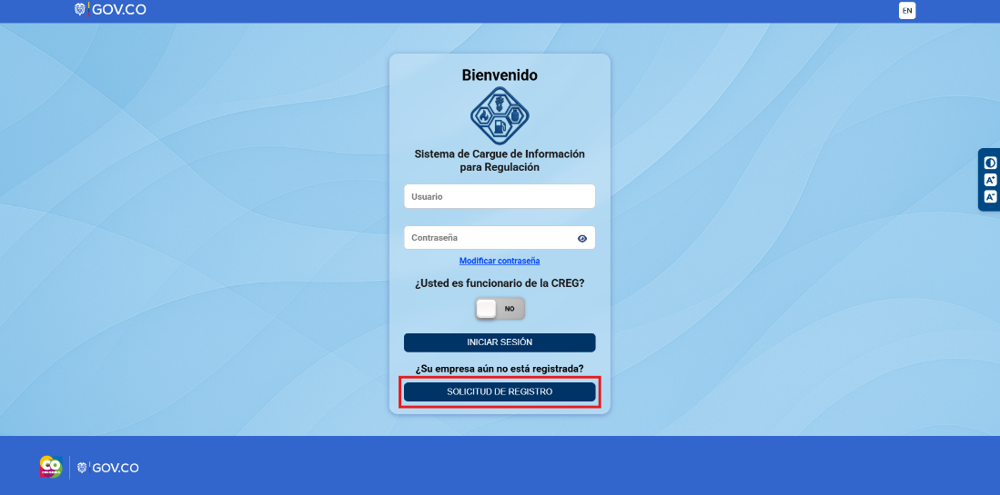 GOV.CO
EN
Bienvenido
Sistema de Cargue de Información
para Regulación
Usuario
Contraseña
Modificar contraseña
¿Usted es funcionario de la CREG?
NO
INICIAR SESIÓN
¿Su empresa aún no está registrada?
SOLICITUD DE REGISTRO
A+
A-
CO
COLOMBIA
GOV.CO